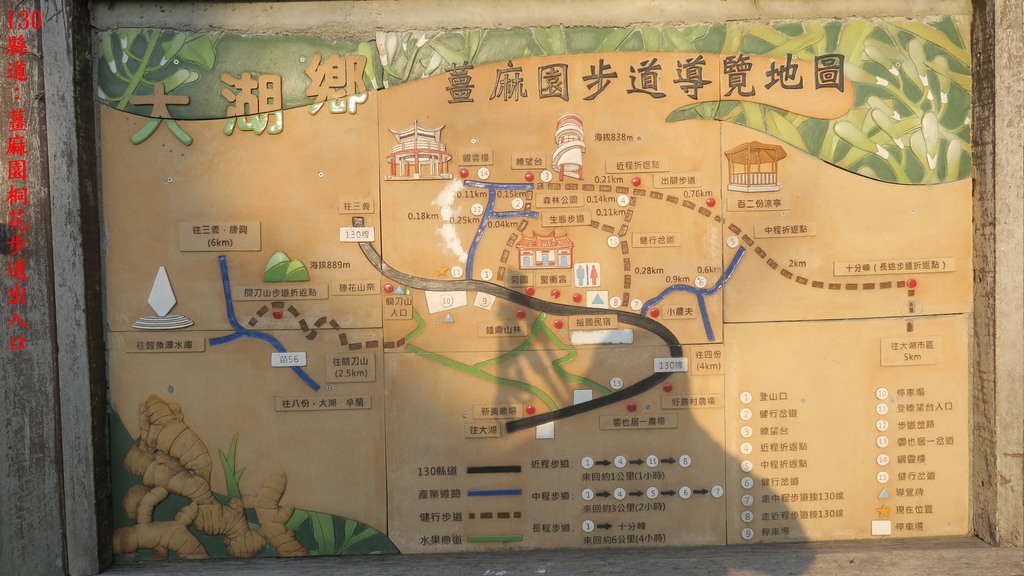 130縣道：薑麻園桐花步道出入口
大湖鄉
薑麻園步道導覽地圖
觀雲樓
瞭望台
海拔838m
近程折返點
出關步道
百二份涼亭
中程折返點
森林公園
生態步道
健行岔道
0.11km
0.15km
0.21km
0.14km
0.76km
0.18km
0.25km
0.04km
0.11km
0.28km
0.9km
0.6km
2km
往三義
130線
往三義．勝興
(6km)
海拔889m
關刀山步道折返點
穗花山奈
關刀山
入口
聖衡宮
十分崠 ( 長途步道折返點 )
往大湖市區
5km
小農夫
鍾鼎山林
裕國民宿
往鯉魚潭水庫
苗56
往關刀山
(2.5km)
往八份．大湖．卓蘭
130線
往四份
(4km)
好農村農場
雲也居一農場
新美農場
往大湖
130縣道
產業道路
健行步道
水果廊道
近程步道: 1 4 15 8
來回約1公里(1小時)
中程步道: 1 4 5 6 7
來回約3公里(2小時)
長程步道: 1 十分崠
來回約6公里(4小時)
1 登山口
2 健行岔道
3 瞭望台
4 近程折返點
5 中程折返點
6 健行岔道
7 走中程步道接130線
8 走近程步道接130線
9 停車場
10 停車場
11 登瞭望台入口
12 步道岔路
13 雲也居一岔道
14 觀雲樓
15 健行岔道
導覽牌
現在位置
停車場